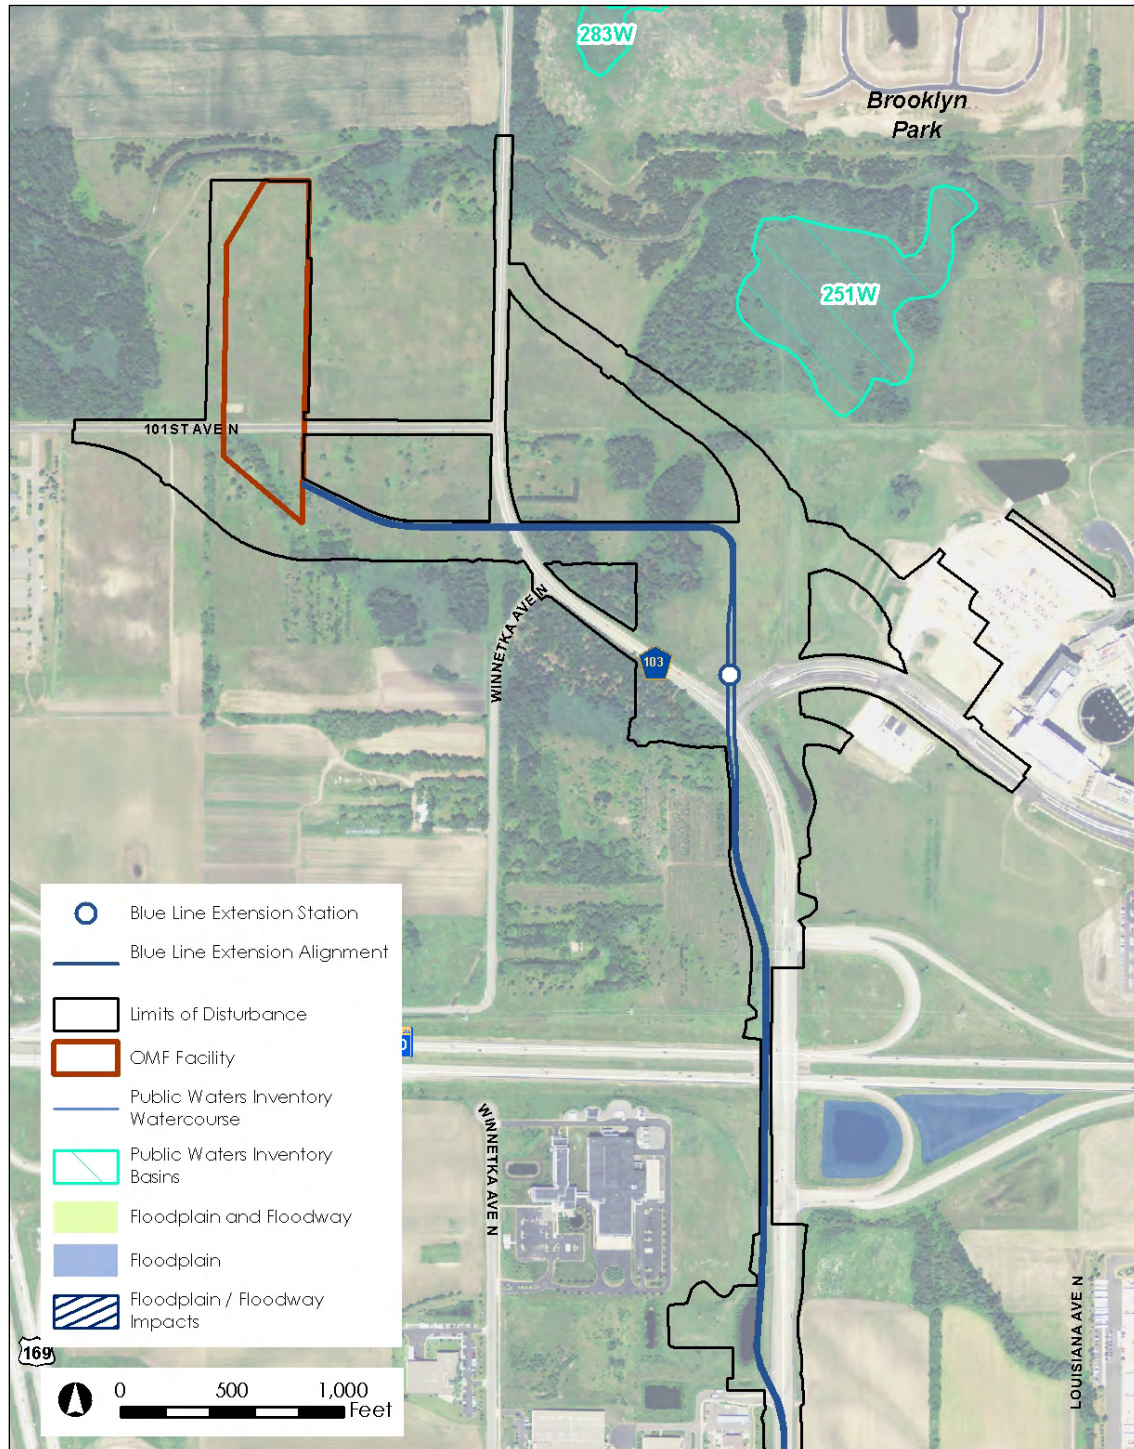 283W
Brooklyn
Park
251W
101ST AVE N
WINNETKA AVE N
103
Blue Line Extension Station
Blue Line Extension Alignment
Limits of Disturbance
OMF Facility
Public Waters Inventory
Watercourse
Public Waters Inventory
Basins
Floodplain and Floodway
Floodplain
Floodplain / Floodway
Impacts
WINNETKA AVE N
LOUISIANA AVE N
169
0 500 1,000
Feet